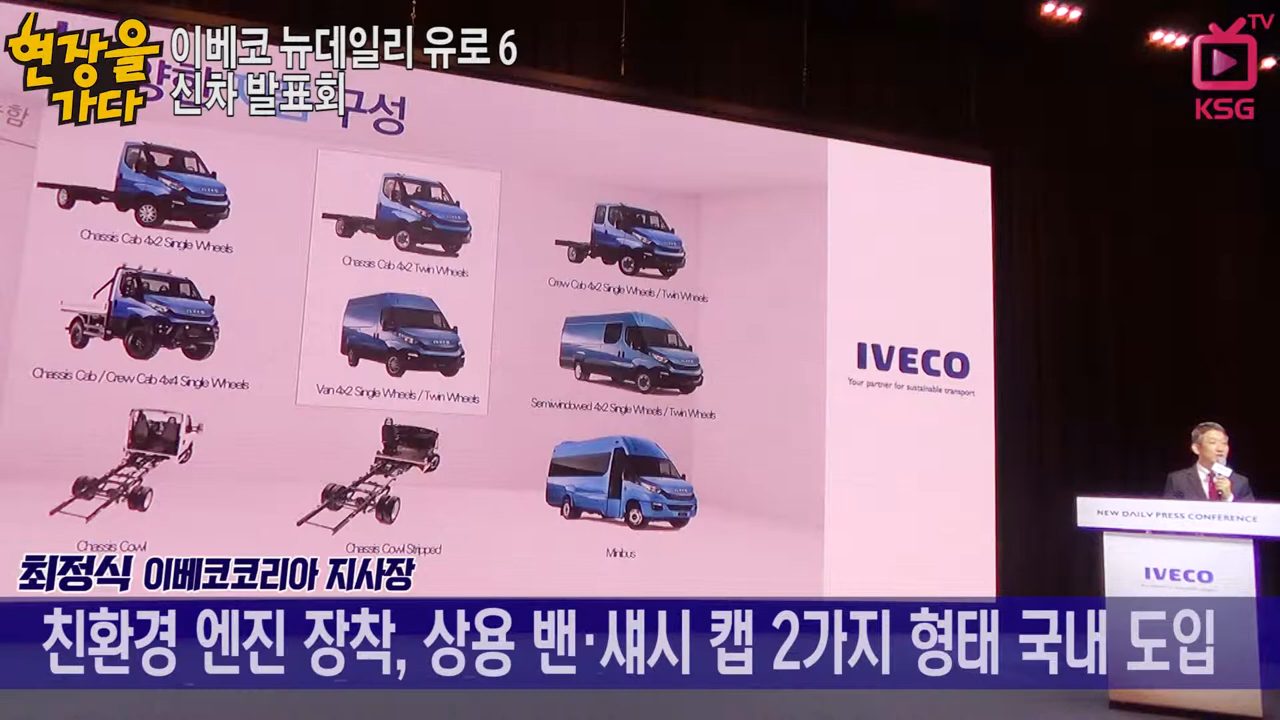 현장을
가다
이베코 뉴데일리 유로 6
신차 발표회
TV
KSG
구성
함
Chassis Cab 4x2 Single Wheels
Chassis Cab 4x2 Twin Wheels
Crew Cab 4x2 Single Wheels / Twin Wheels
Chassis Cab / Crew Cab 4x4 Single Wheels
Van 4x2 Single Wheels / Twin Wheels
Semiwindowed 4x2 Single Wheels / Twin Wheels
Chassis Cowl
Chassis Cowl Stripped
Minibus
IVECO
Your partner for sustainable transport
NEW DAILY PRESS CONFERENCE
IVECO
최정식 이베코코리아 지사장
친환경 엔진 장착, 상용 밴·섀시 캡 2가지 형태 국내 도입